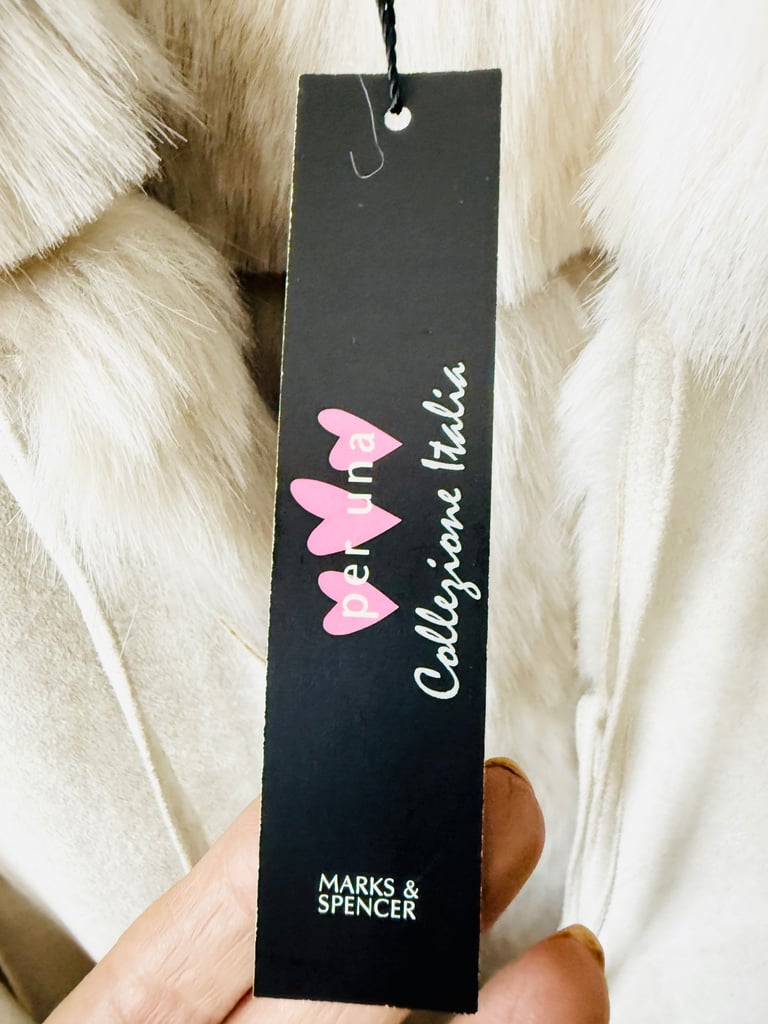 per una
Collezione Italia
MARKS &
SPENCER